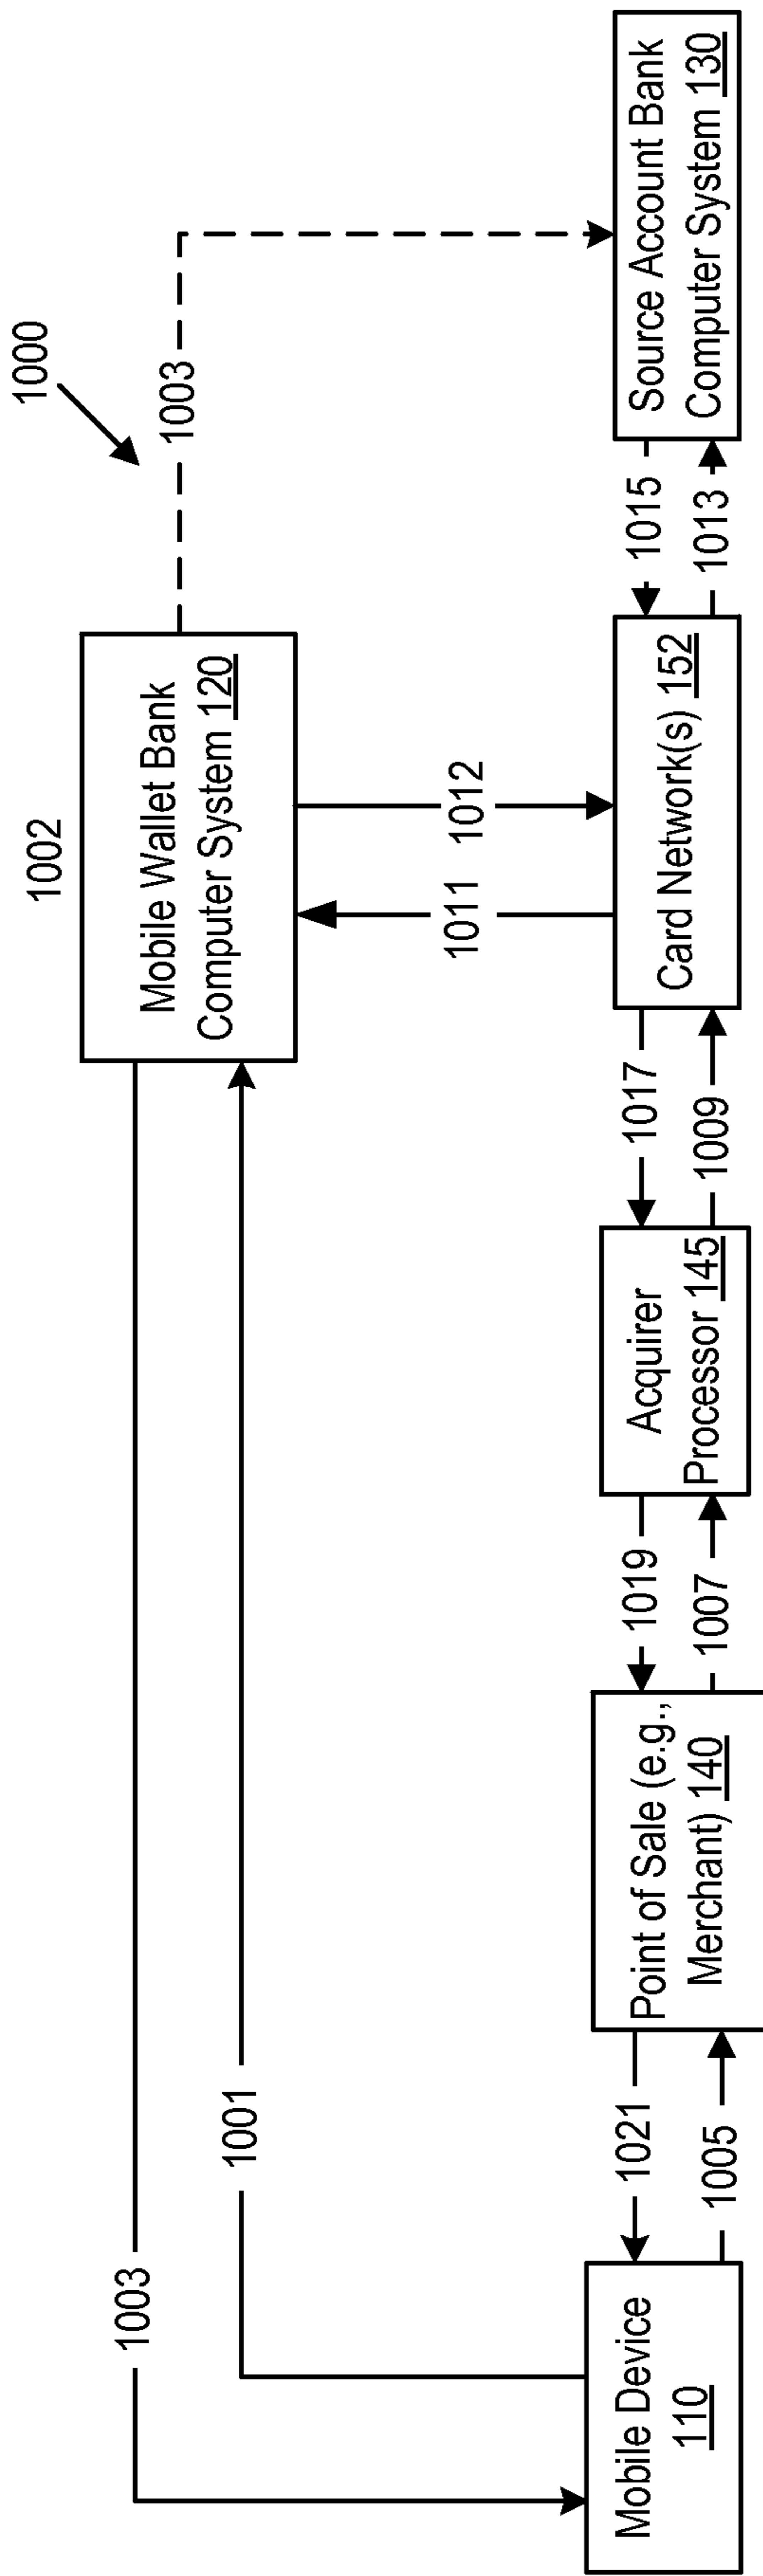 1000
1002
Mobile Wallet Bank
Computer System 120
1003
1003
1001
1011
1012
Mobile Device
110
1021
1005
Point of Sale (e.g.,
Merchant) 140
1019
1007
Acquirer
Processor 145
1017
1009
Card Network(s) 152
1015
1013
Source Account Bank
Computer System 130